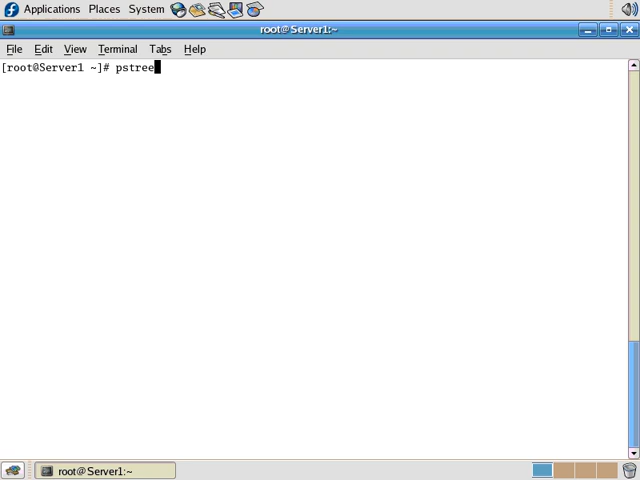 Applications Places System
root@Server1:~
File Edit View Terminal Tabs Help
[root@Server1 ~]# pstree
root@Server1:~